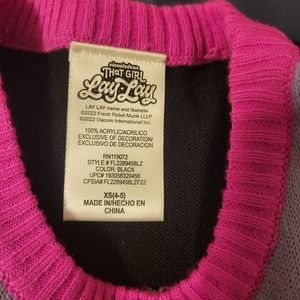 nickelodeon
THAT GIRL
Lay Lay
LAY LAY name and likeness
©2022 Fresh Rebel Muzik LLLP
©2022 Viacom International Inc.
100% ACRYLIC/ACRILICO
EXCLUSIVE OF DECORATION/
EXCLUSIVO DE DECORACION
RN119072
STYLE # FL2289456LZ
COLOR: BLACK
UPC# 193058320456
CPSIA# FL2289458LZF22
XS(4-5)
MADE IN/HECHO EN
CHINA